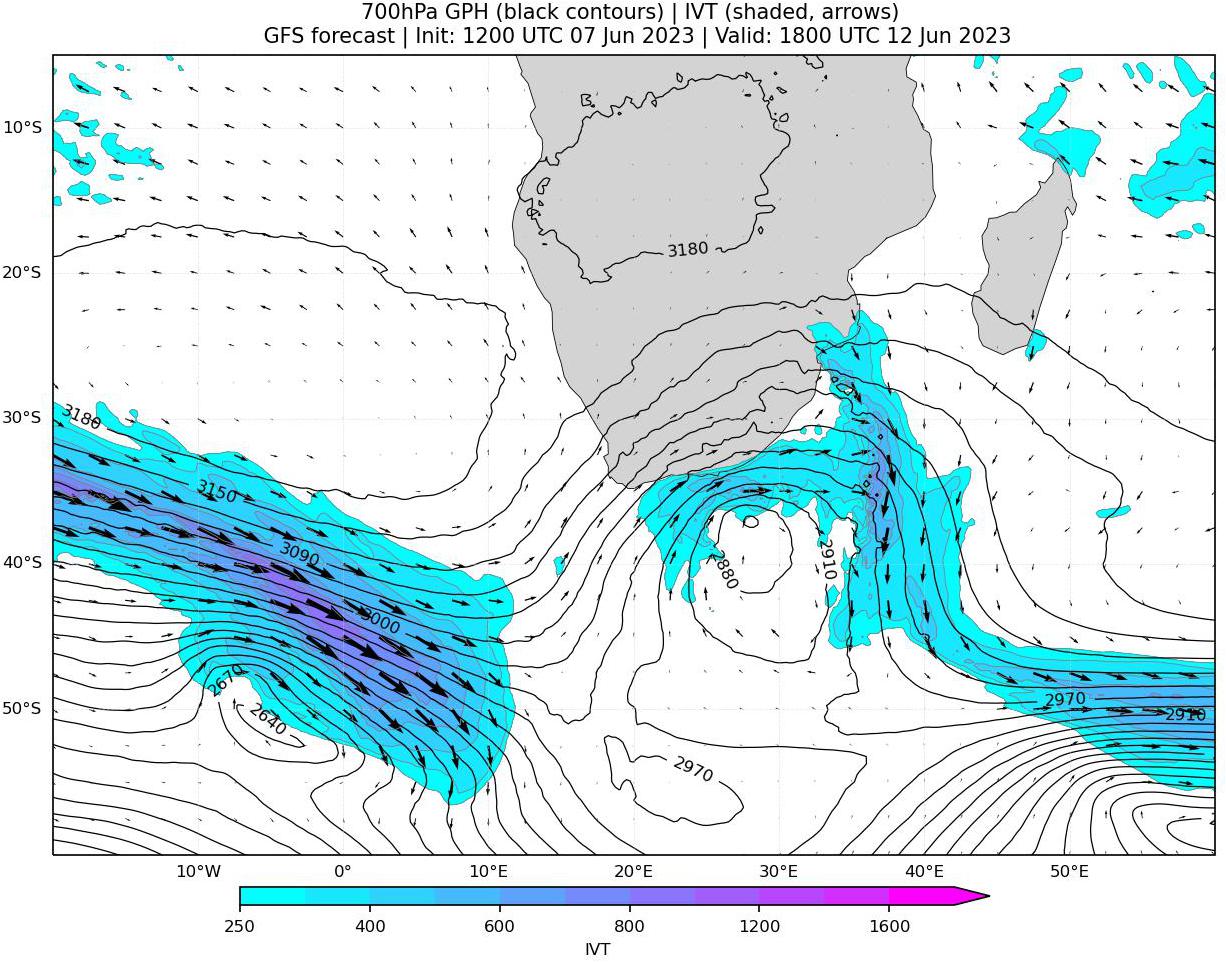 700hPa GPH (black contours) | IVT (shaded, arrows)
GFS forecast | Init: 1200 UTC 07 Jun 2023 | Valid: 1800 UTC 12 Jun 2023
10°S
3180
20°S
30°S
3180
3150
3090
40°S
2880
2910
3000
2670
2640
50°S
2970
2910
2970
10°W
0°
10°E
20°E
30°E
40°E
50°E
250
400
600
800
1200
1600
IVT